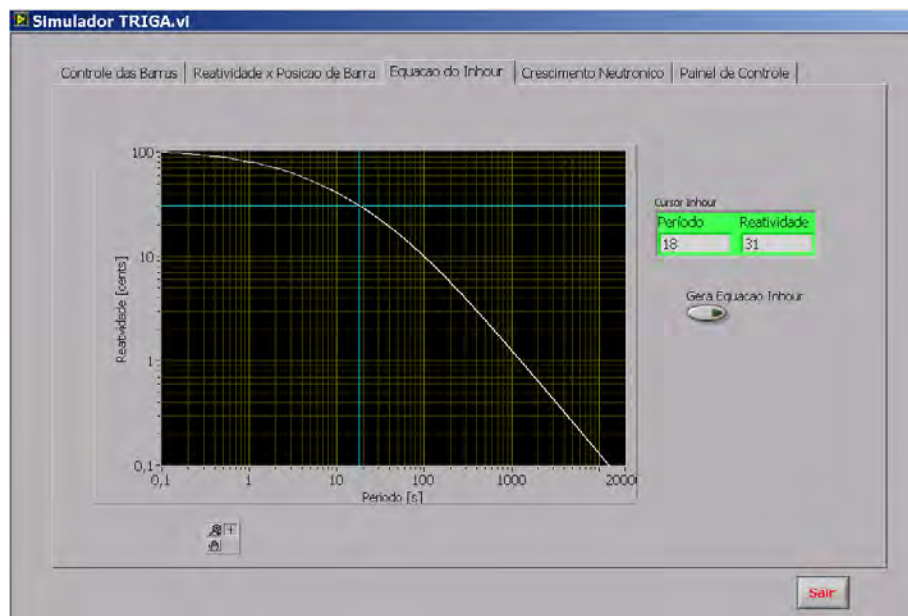 Simulador TRIGA.vi
Controle das Barras
Reatividade x Posicao de Barra
Equacao do Inhour
Crescimento Neutronico
Painel de Controle
100
10
1
0,1
Reatividade [cents]
0,1
1
10
100
1000
20000
Periodo [s]
Cursor Inhour
Período Reatividade
18 31
Gera Equacao Inhour
Sair